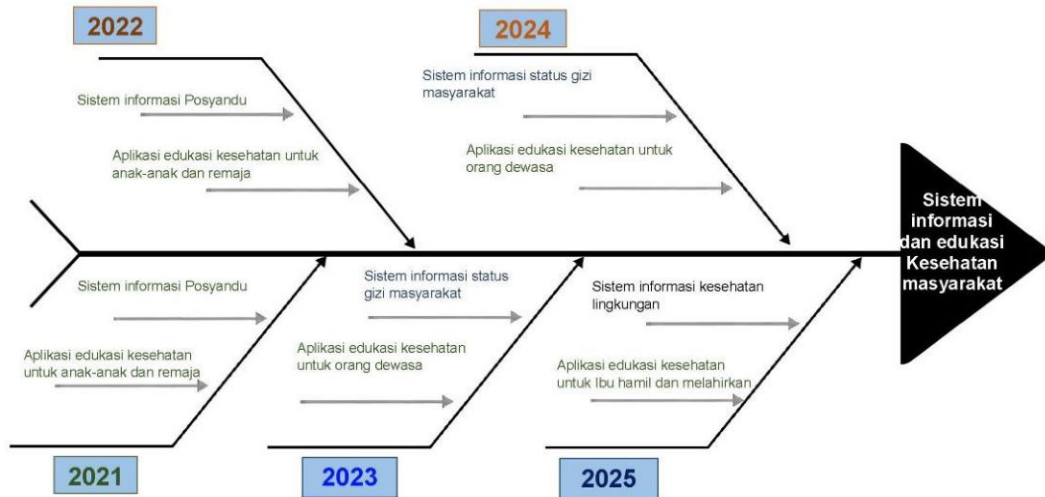 2022
2024
Sistem informasi Posyandu
Aplikasi edukasi kesehatan untuk
anak-anak dan remaja
Sistem informasi status gizi
masyarakat
Aplikasi edukasi kesehatan untuk
orang dewasa
Sistem
informasi
dan edukasi
Kesehatan
masyarakat
Sistem informasi Posyandu
Aplikasi edukasi kesehatan
untuk anak-anak dan remaja
Sistem informasi status
gizi masyarakat
Aplikasi edukasi kesehatan
untuk orang dewasa
Sistem informasi kesehatan
lingkungan
Aplikasi edukasi kesehatan
untuk Ibu hamil dan melahirkan
2021
2023
2025